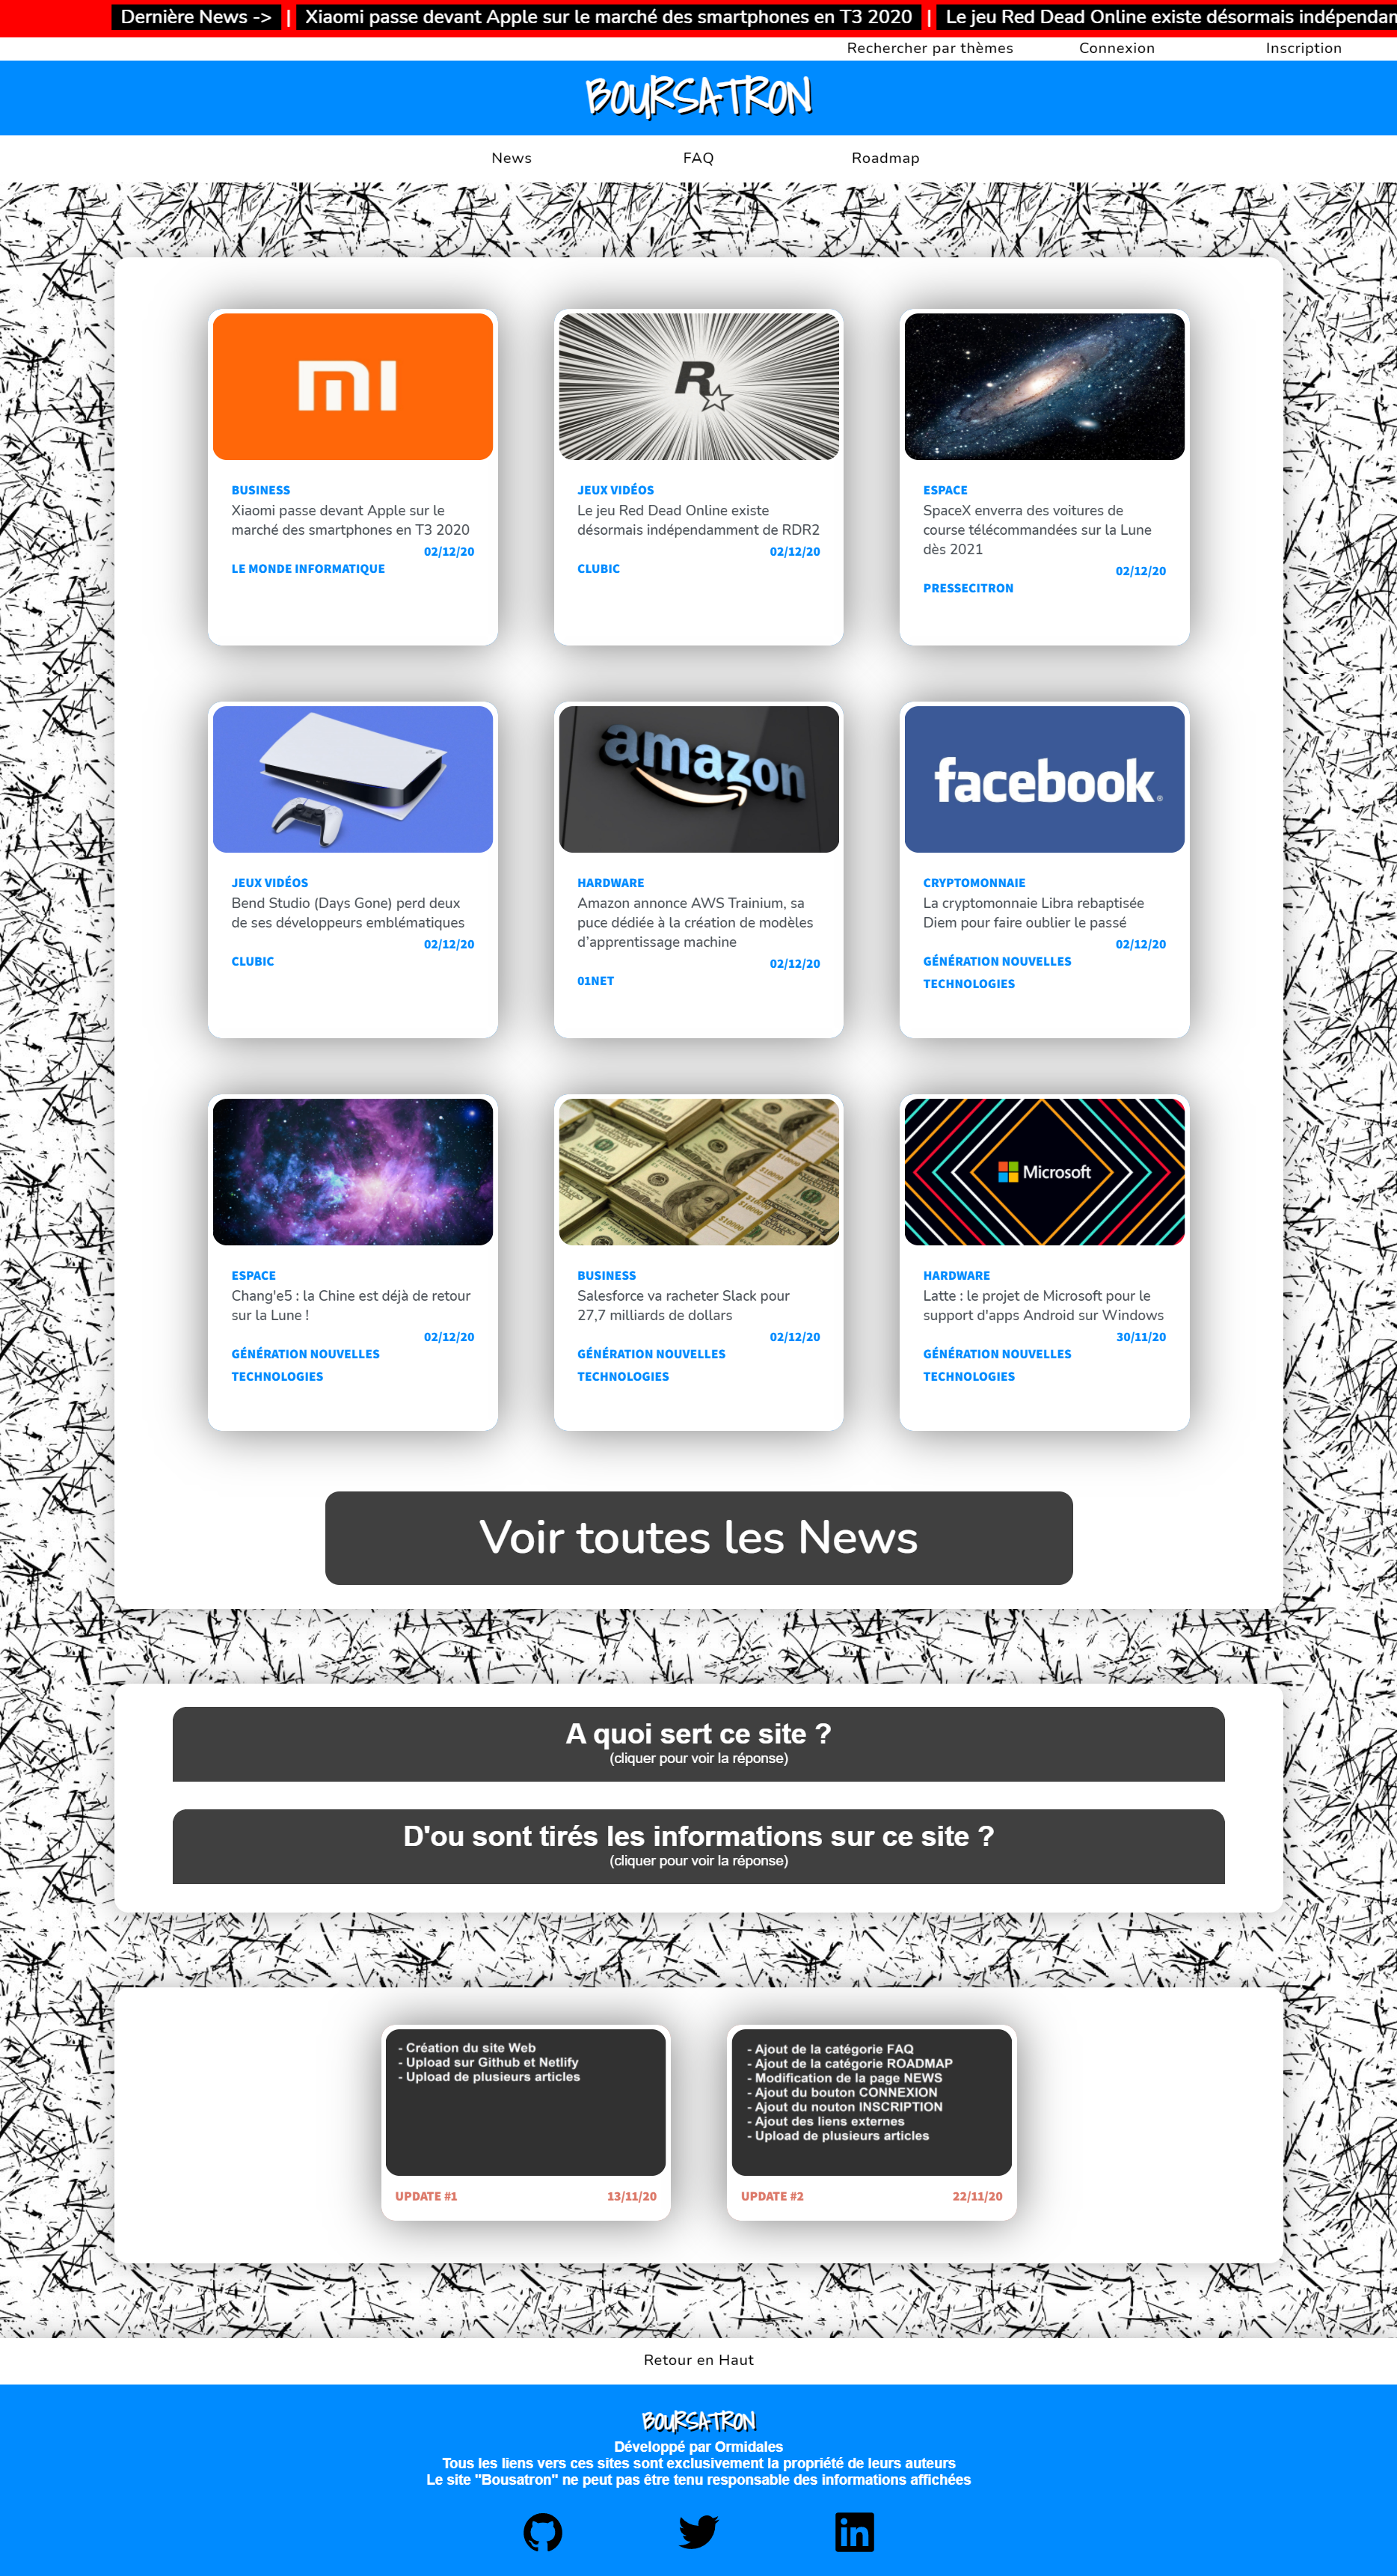 Dernière News -> | Xiaomi passe devant Apple sur le marché des smartphones en T3 2020 | Le jeu Red Dead Online existe désormais
Rechercher par thèmes Connexion Inscription
BOURSATRON
News FAQ Roadmap
BUSINESS
Xiaomi passe devant Apple sur le
marché des smartphones en T3 2020
02/12/20
LE MONDE INFORMATIQUE
R
JEUX VIDÉOS
Le jeu Red Dead Online existe
désormais indépendamment de RDR2
02/12/20
CLUBIC
ESPACE
SpaceX enverra des voitures de
course télécommandées sur la Lune
dès 2021
02/12/20
PRESSECITRON
JEUX VIDÉOS
Bend Studio (Days Gone) perd deux
de ses développeurs emblématiques
02/12/20
CLUBIC
amazon
HARDWARE
Amazon annonce AWS Trainium, sa
puce dédiée à la création de modèles
d’apprentissage machine
02/12/20
01NET
facebook®
CRYPTOMONNAIE
La cryptomonnaie Libra rebaptisée
Diem pour faire oublier le passé
02/12/20
GÉNÉRATION NOUVELLES
TECHNOLOGIES
ESPACE
Chang'e5 : la Chine est déjà de retour
sur la Lune !
02/12/20
GÉNÉRATION NOUVELLES
TECHNOLOGIES
BUSINESS
Salesforce va racheter Slack pour
27,7 milliards de dollars
02/12/20
GÉNÉRATION NOUVELLES
TECHNOLOGIES
Microsoft
HARDWARE
Latte : le projet de Microsoft pour le
support d'apps Android sur Windows
30/11/20
GÉNÉRATION NOUVELLES
TECHNOLOGIES
Voir toutes les News
A quoi sert ce site ?
(cliquer pour voir la réponse)
D'ou sont tirés les informations sur ce site ?
(cliquer pour voir la réponse)
- Création du site Web
- Upload sur Github et Netlify
- Upload de plusieurs articles
UPDATE #1 13/11/20
- Ajout de la catégorie FAQ
- Ajout de la catégorie ROADMAP
- Modification de la page NEWS
- Ajout du bouton CONNEXION
- Ajout du nouton INSCRIPTION
- Ajout des liens externes
- Upload de plusieurs articles
UPDATE #2 22/11/20
Retour en Haut
BOURSATRON
Développé par Ormidales
Tous les liens vers ces sites sont exclusivement la propriété de leurs auteurs
Le site "Bousatron" ne peut pas être tenu responsable des informations affichées
in